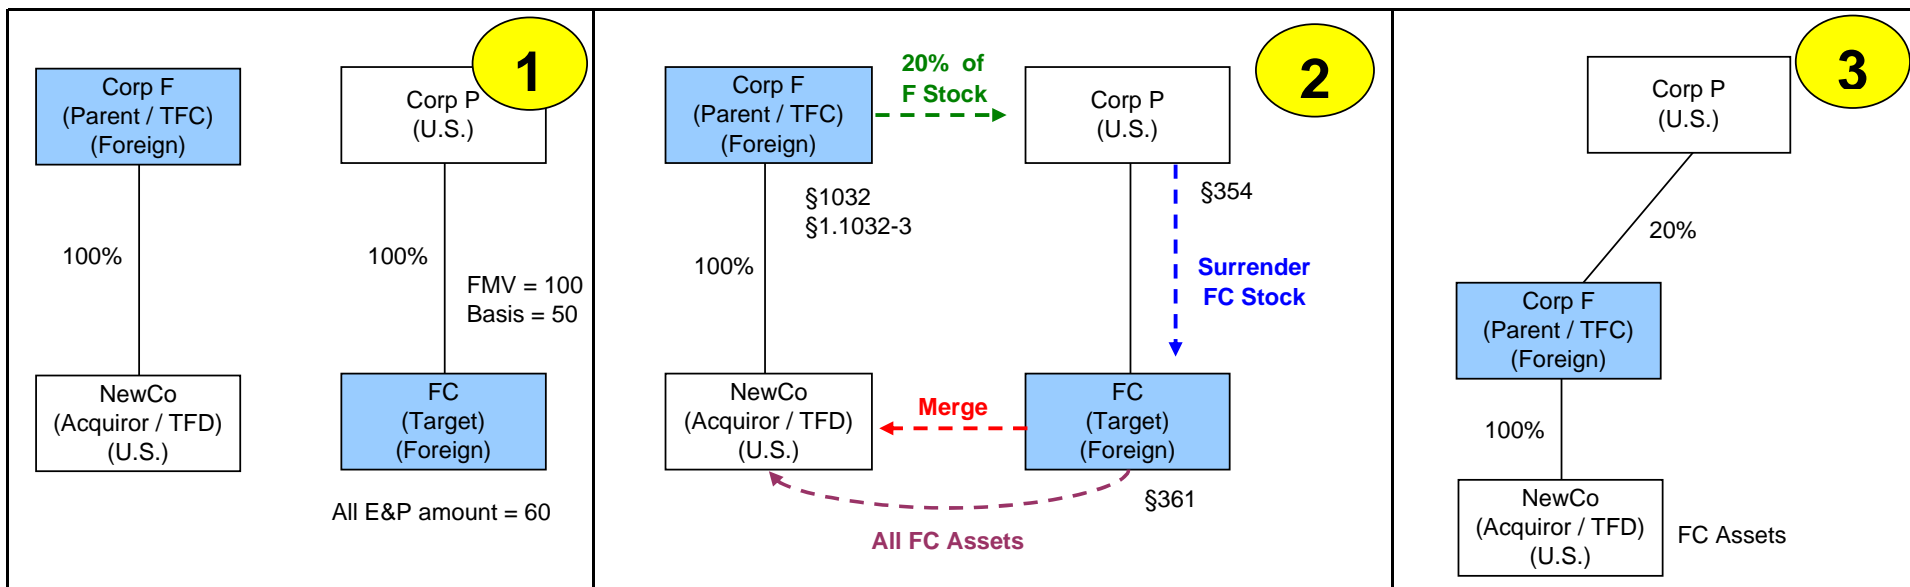 1
Corp F
(Parent / TFC)
(Foreign)
Corp P
(U.S.)
100%
100%
FMV = 100
Basis = 50
NewCo
(Acquiror / TFD)
(U.S.)
FC
(Target)
(Foreign)
All E&P amount = 60
2
Corp F
(Parent / TFC)
(Foreign)
20% of
F Stock
Corp P
(U.S.)
§1032
§1.1032-3
§354
100%
Surrender
FC Stock
NewCo
(Acquiror / TFD)
(U.S.)
Merge
FC
(Target)
(Foreign)
§361
All FC Assets
3
Corp P
(U.S.)
20%
Corp F
(Parent / TFC)
(Foreign)
100%
NewCo
(Acquiror / TFD)
(U.S.)
FC Assets